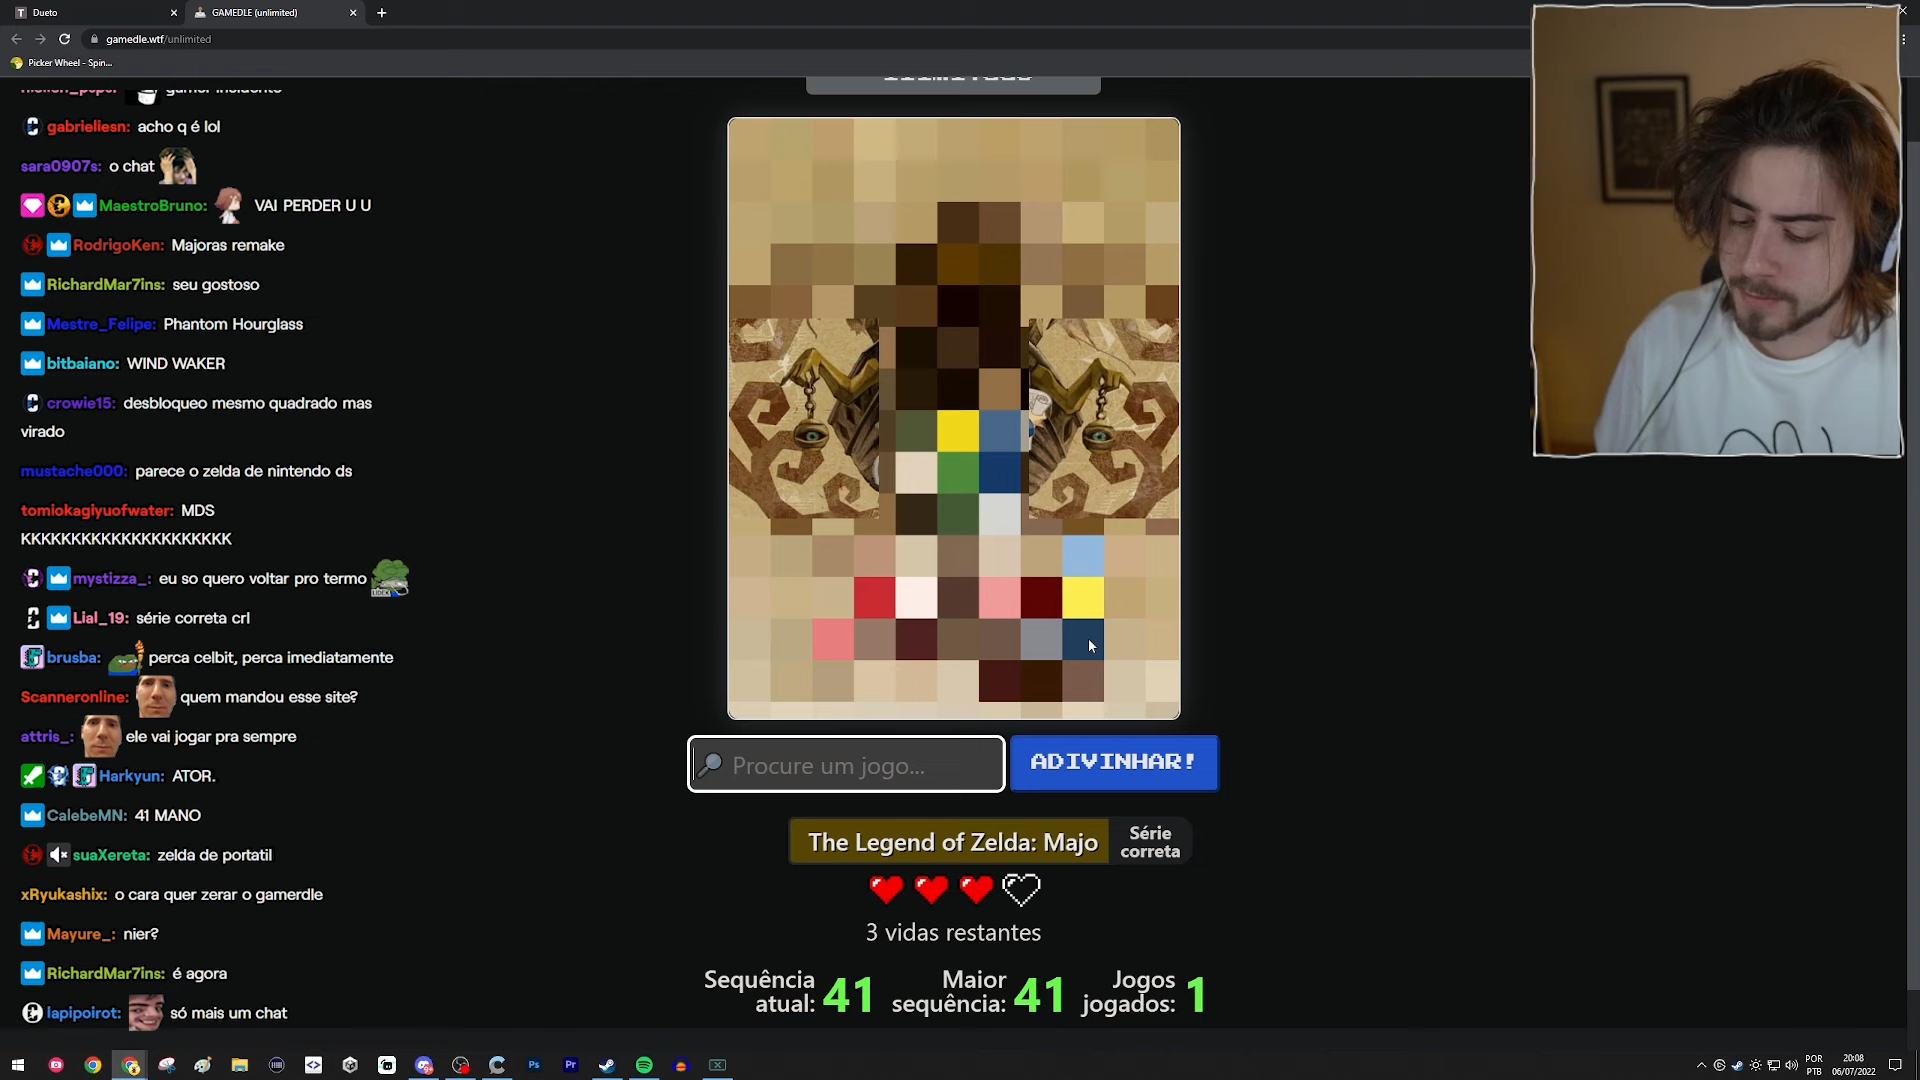 Dueto
GAMEDLE (unlimited)
gamedle.wtf/unlimited
Picker Wheel - Spin...
gabrieliesn: acho q é lol
sara0907s: o chat
MaestroBruno: VAI PERDER U U
RodrigoKen: Majoras remake
RichardMar7ins: seu gostoso
Mestre_Felipe: Phantom Hourglass
bitbaiano: WIND WAKER
crowie15: desbloqueo mesmo quadrado mas
virado
mustache000: parece o zelda de nintendo ds
tomiokagiyuofwater: MDS
KKKKKKKKKKKKKKKKKKKKK
mystizza_: eu so quero voltar pro termo
Lial_19: série correta crl
brusba: perca celbit, perca imediatamente
Scanneronline: quem mandou esse site?
attris_: ele vai jogar pra sempre
Harkyun: ATOR.
CalebeMN: 41 MANO
suaXereta: zelda de portatil
xRyukashix: o cara quer zerar o gamerdle
Mayure_: nier?
RichardMar7ins: é agora
lapipoirot: só mais um chat
Procure um jogo...
ADIVINHAR!
The Legend of Zelda: Majo
Série
correta
3 vidas restantes
Sequência
atual: 41
Maior
sequência: 41
Jogos
jogados: 1
POR
PTB
20:08
06/07/2022